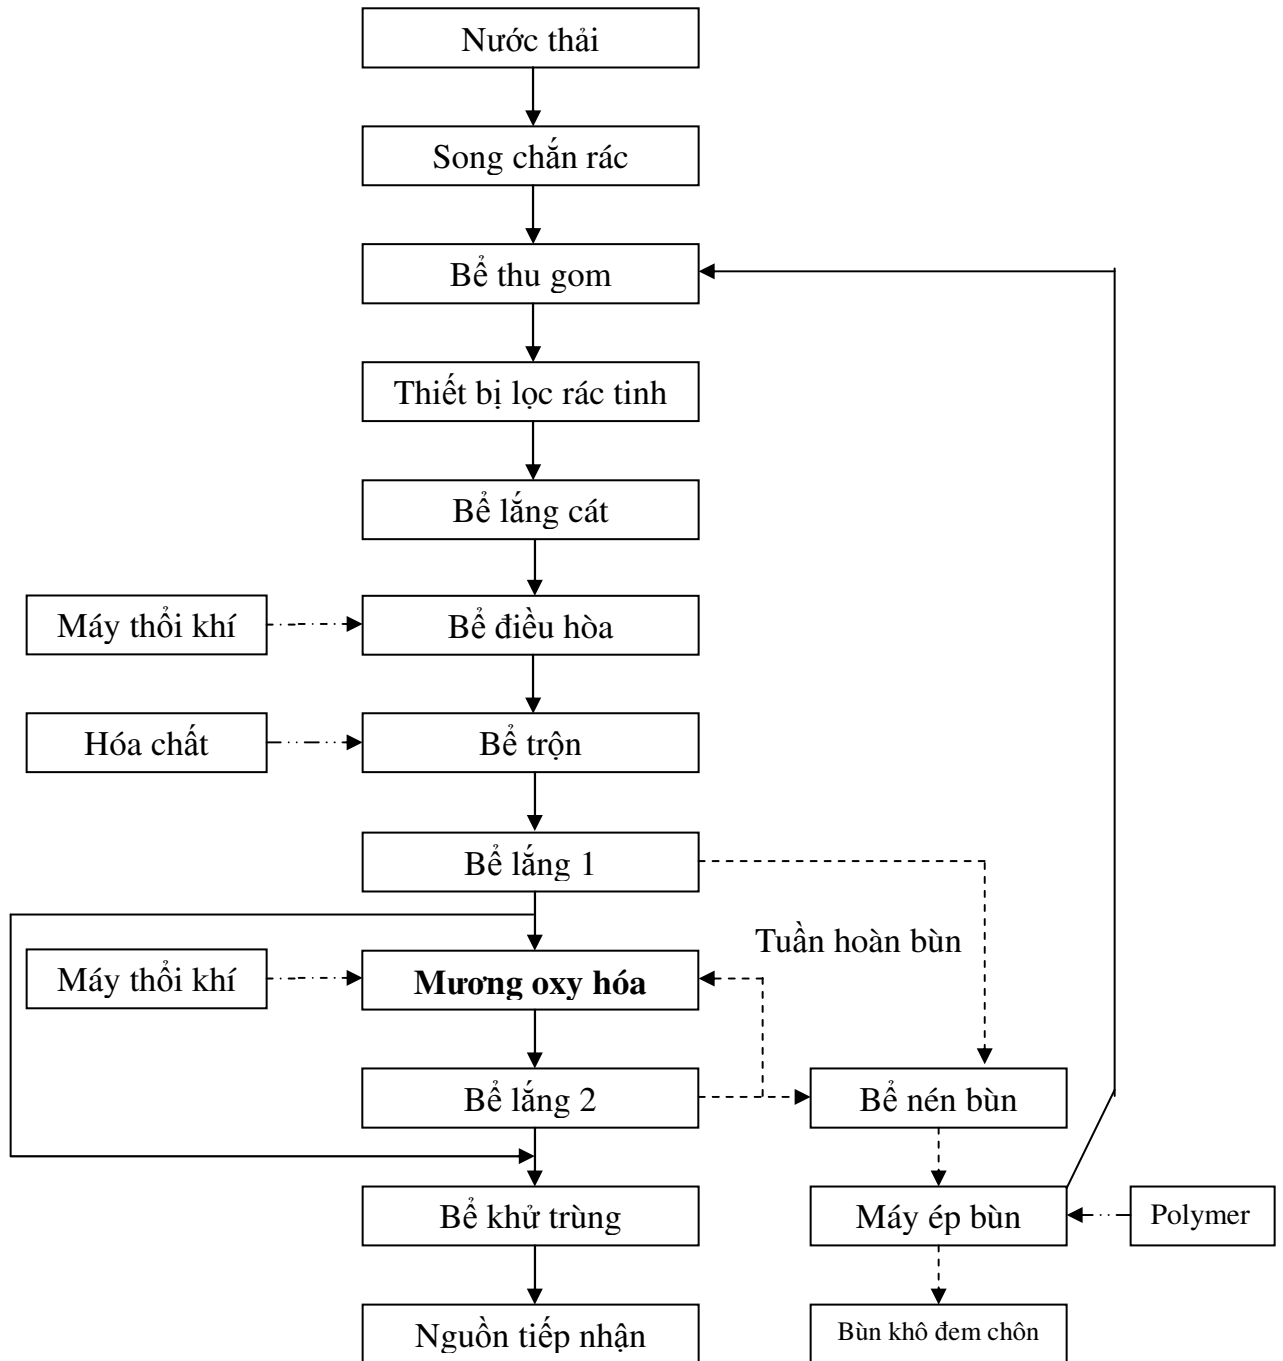 Nước thải
Song chắn rác
Bể thu gom
Thiết bị lọc rác tinh
Bể lắng cát
Máy thổi khí
Bể điều hòa
Hóa chất
Bể trộn
Bể lắng 1
Tuần hoàn bùn
Máy thổi khí
Mương oxy hóa
Bể lắng 2
Bể nén bùn
Bể khử trùng
Máy ép bùn
Polymer
Nguồn tiếp nhận
Bùn khô đem chôn